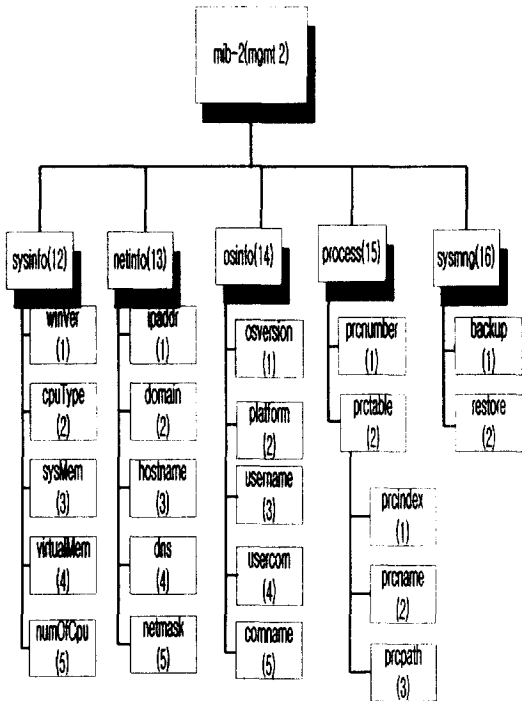 mib-2(mgmt 2)
sysinfo(12)
netinfo(13)
osinfo(14)
process(15)
sysmng(16)
winVer
(1)
cpuType
(2)
sysMem
(3)
virtualMem
(4)
numOfCpu
(5)
ipaddr
(1)
domain
(2)
hostname
(3)
dns
(4)
netmask
(5)
osversion
(1)
platform
(2)
username
(3)
usercom
(4)
comname
(5)
prcnumber
(1)
prctable
(2)
prcindex
(1)
prcname
(2)
prcpath
(3)
backup
(1)
restore
(2)